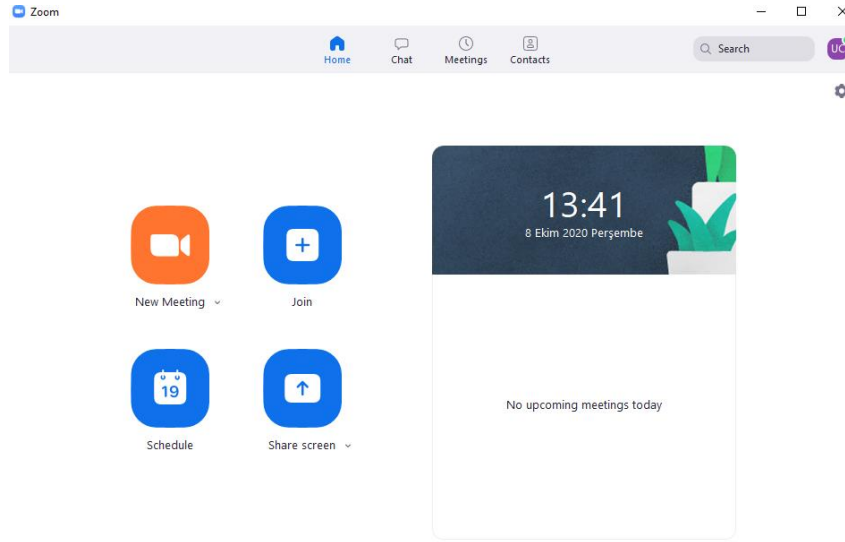 Zoom
Home
Chat
Meetings
Contacts
Search
UC
13:41
8 Ekim 2020 Perşembe
New Meeting
Join
19
Schedule
Share screen
No upcoming meetings today